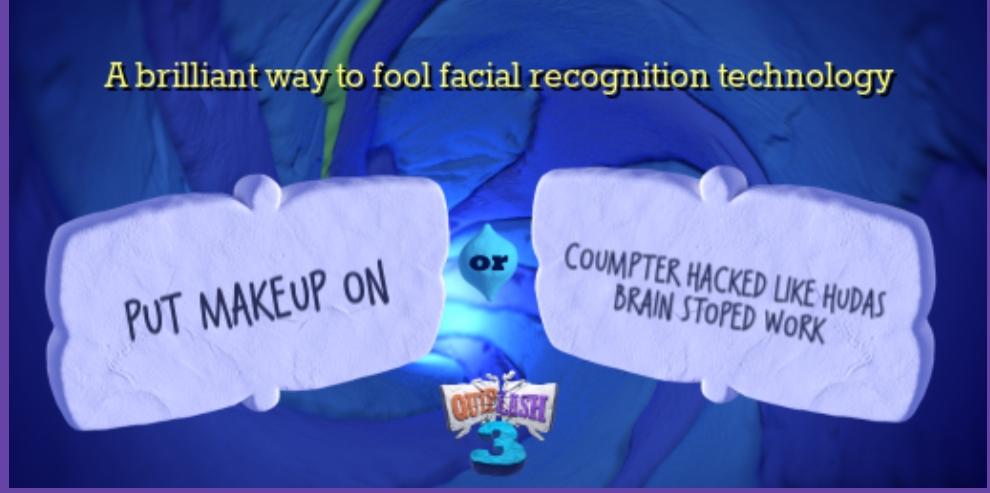 A brilliant way to fool facial recognition technology
PUT MAKEUP ON
or
COUMPTER HACKED LIKE HUDAS
BRAIN STOPED WORK
QUIPLASH
3